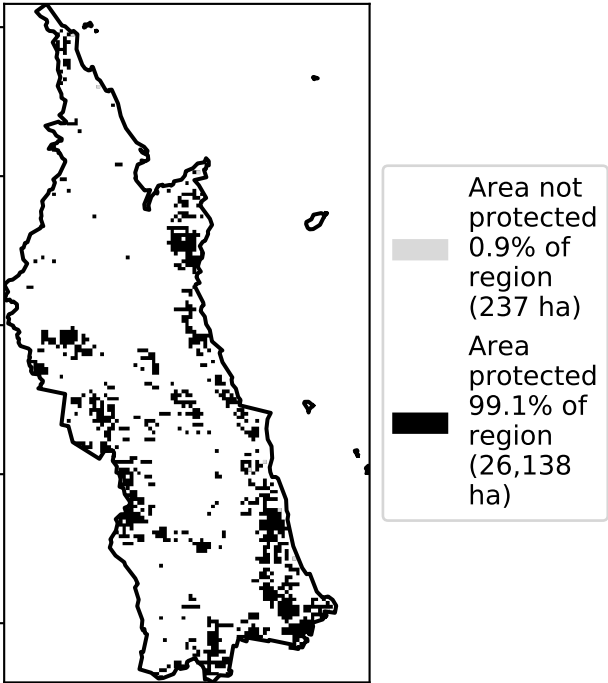 Area not
protected
0.9% of
region
(237 ha)
Area
protected
99.1% of
region
(26,138
ha)